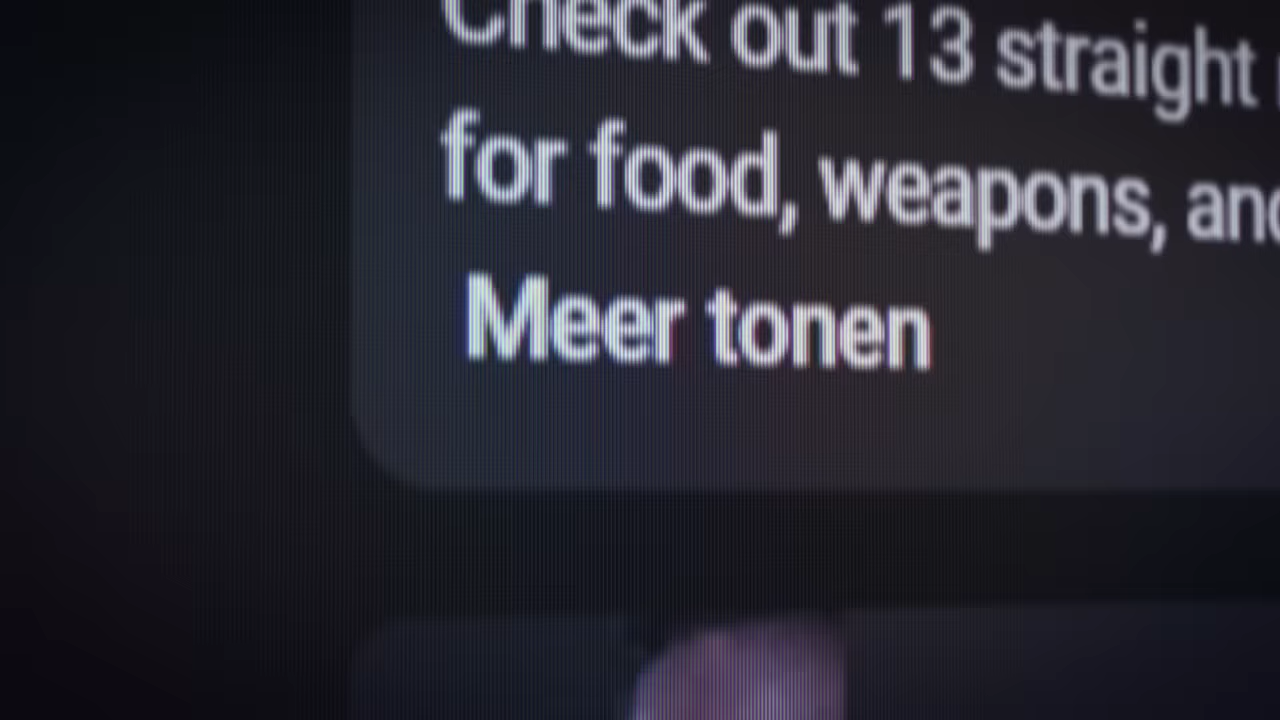 Check out 13 straight
for food, weapons, and
Meer tonen